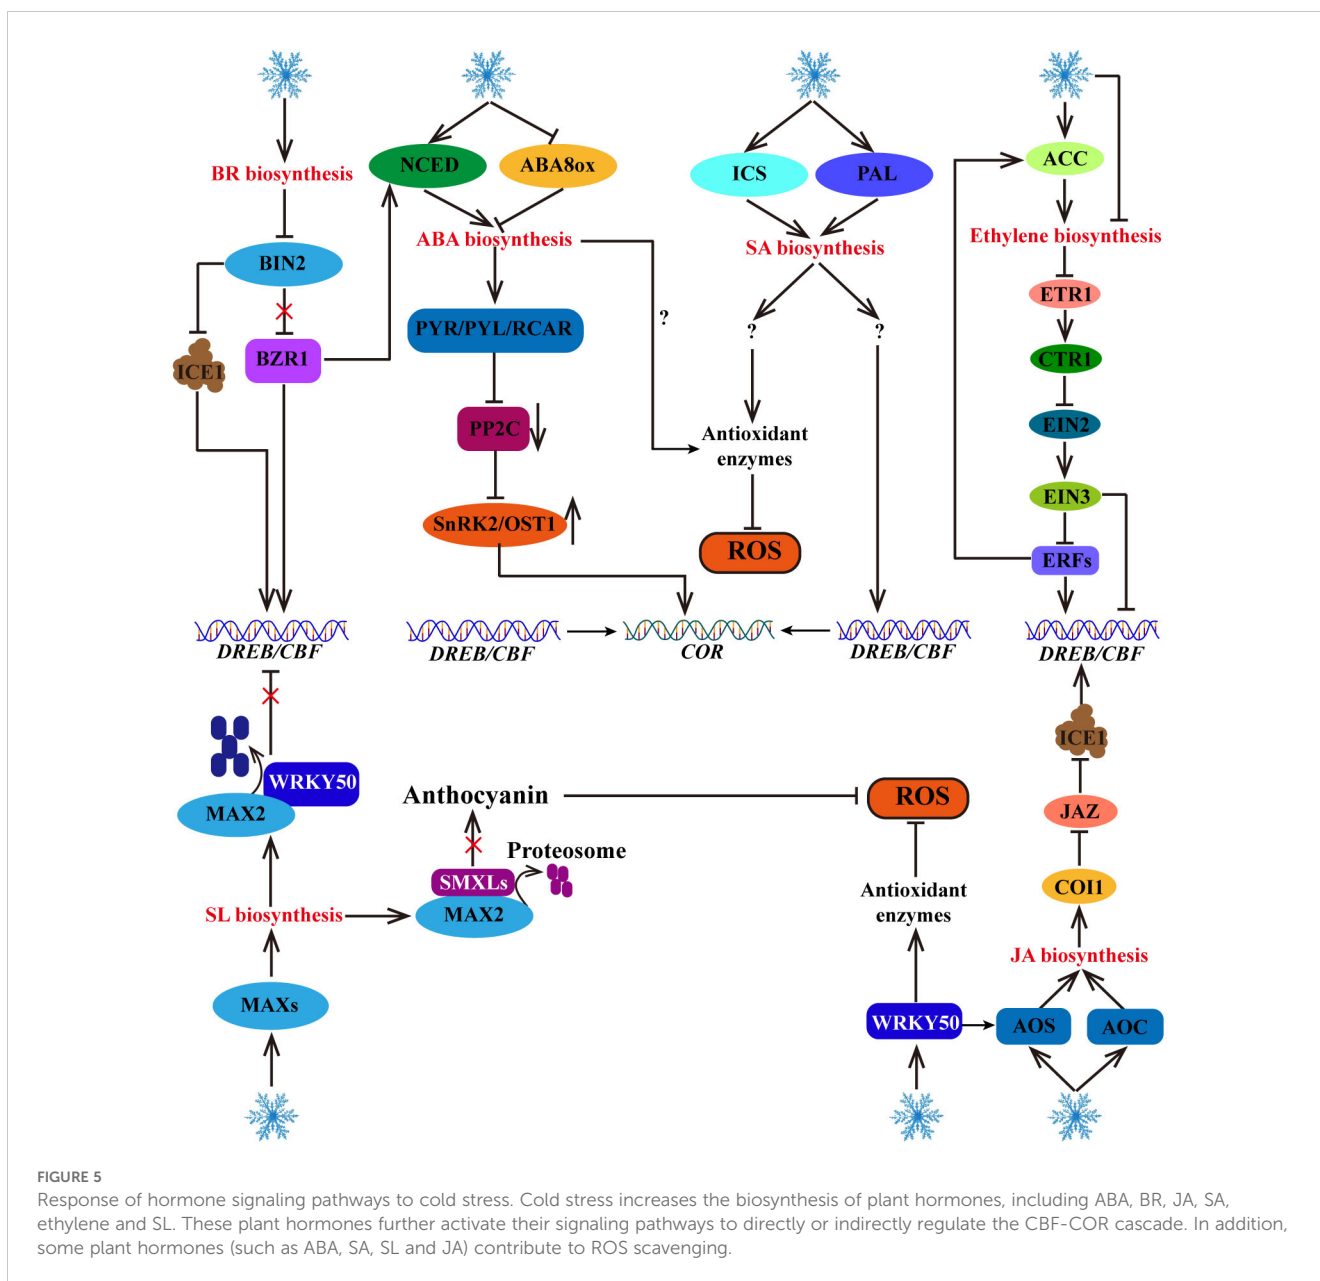 BR biosynthesis
BIN2
ICE1
BZR1
DREB/CBF
NCED
ABA8ox
ABA biosynthesis
PYR/PYL/RCAR
PP2C
SnRK2/OST1
DREB/CBF
COR
?
ICS
PAL
SA biosynthesis
?
?
Antioxidant
enzymes
ROS
DREB/CBF
ACC
Ethylene biosynthesis
ETR1
CTR1
EIN2
EIN3
ERFs
DREB/CBF
WRKY50
MAX2
SL biosynthesis
MAXs
Anthocyanin
Proteosome
SMXLs
MAX2
ROS
Antioxidant
enzymes
WRKY50
ICE1
JAZ
COI1
JA biosynthesis
AOS
AOC
FIGURE 5
Response of hormone signaling pathways to cold stress. Cold stress increases the biosynthesis of plant hormones, including ABA, BR, JA, SA,
ethylene and SL. These plant hormones further activate their signaling pathways to directly or indirectly regulate the CBF-COR cascade. In addition,
some plant hormones (such as ABA, SA, SL and JA) contribute to ROS scavenging.